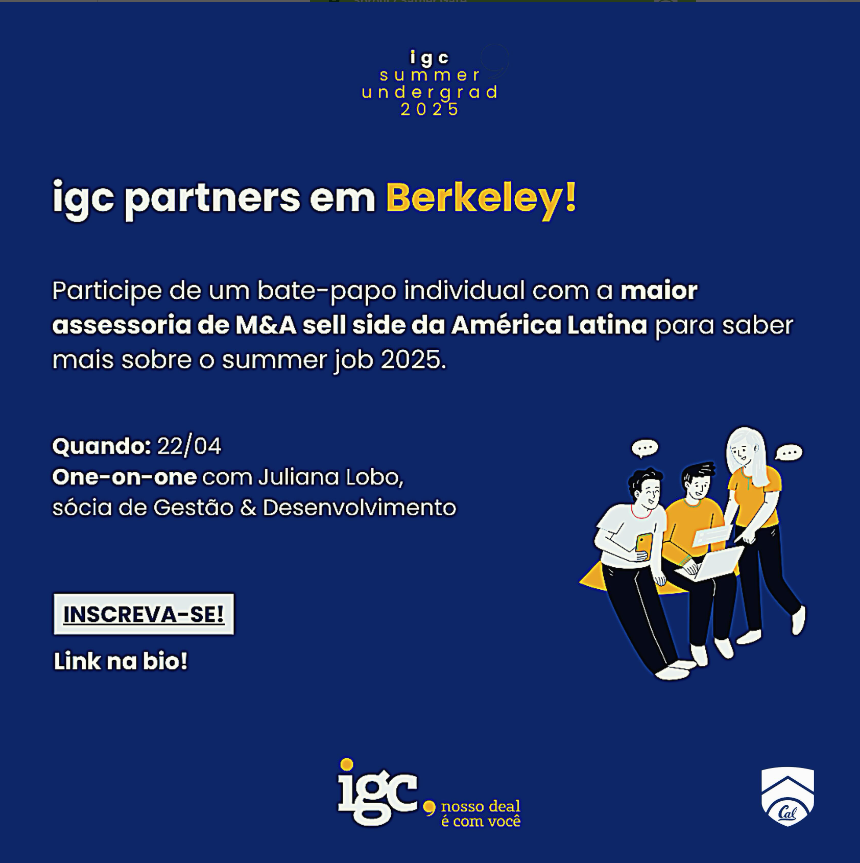 igc
summer
undergrad
2025
igc partners em Berkeley!
Participe de um bate-papo individual com a maior
assessoria de M&A sell side da América Latina para saber
mais sobre o summer job 2025.
Quando: 22/04
One-on-one com Juliana Lobo,
sócia de Gestão & Desenvolvimento
INSCREVA-SE!
Link na bio!
igc,
nosso deal
é com você
Cal